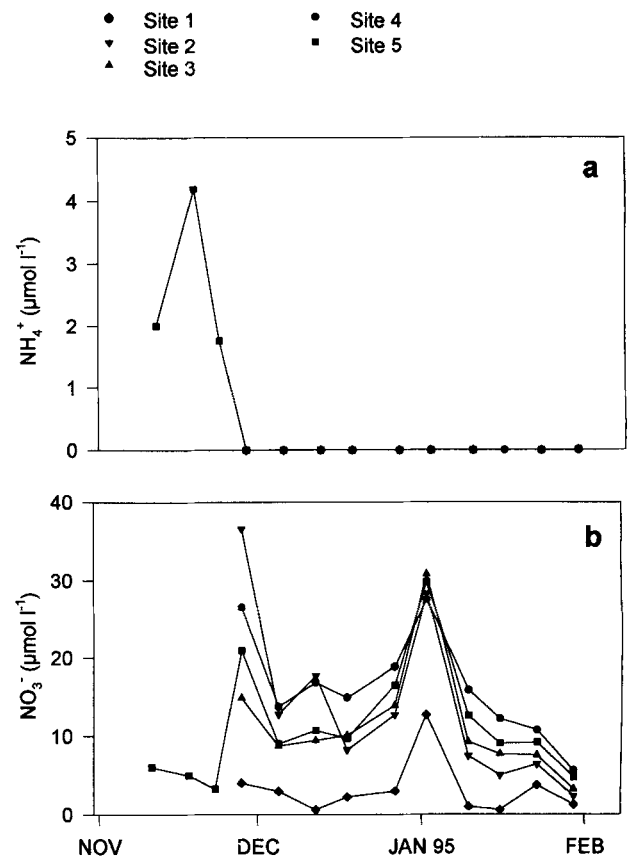 Site 1
Site 2
Site 3
Site 4
Site 5
a
5
4
3
2
1
0
NH₄⁺ (µmol l⁻¹)
b
40
30
20
10
0
NO₃⁻ (µmol l⁻¹)
NOV DEC JAN 95 FEB